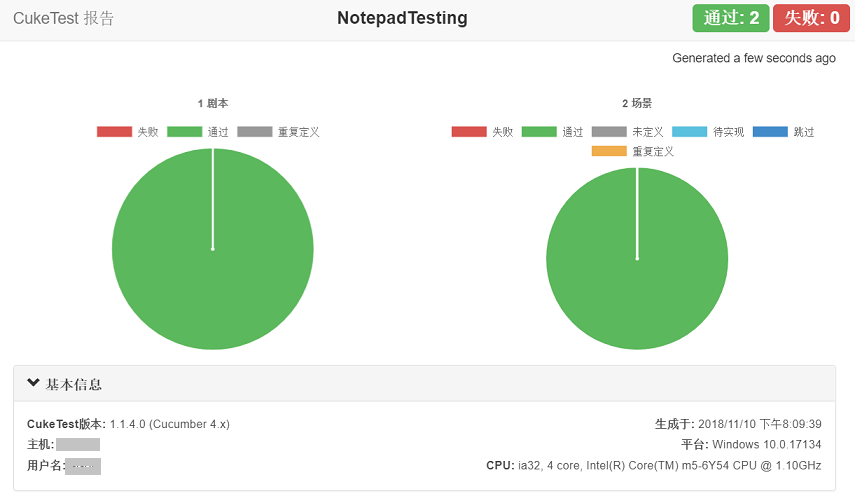 CukeTest 报告 NotepadTesting 通过: 2 失败: 0
Generated a few seconds ago
1 剧本
失败 通过 重复定义
2 场景
失败 通过 未定义 待实现 跳过
重复定义
基本信息
CukeTest版本: 1.1.4.0 (Cucumber 4.x)
生成于: 2018/11/10 下午8:09:39
主机:
平台: Windows 10.0.17134
用户名:
CPU: ia32, 4 core, Intel(R) Core(TM) m5-6Y54 CPU @ 1.10GHz